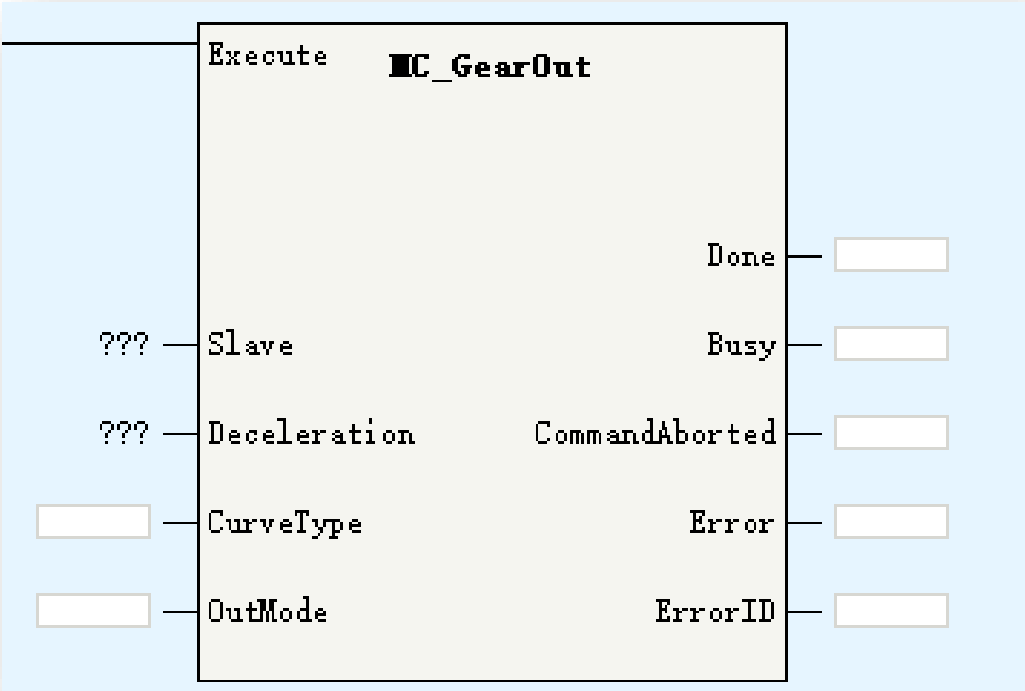 Execute
MC_GearOut
Done
??? Slave
Busy
??? Deceleration
CommandAborted
CurveType
Error
OutMode
ErrorID